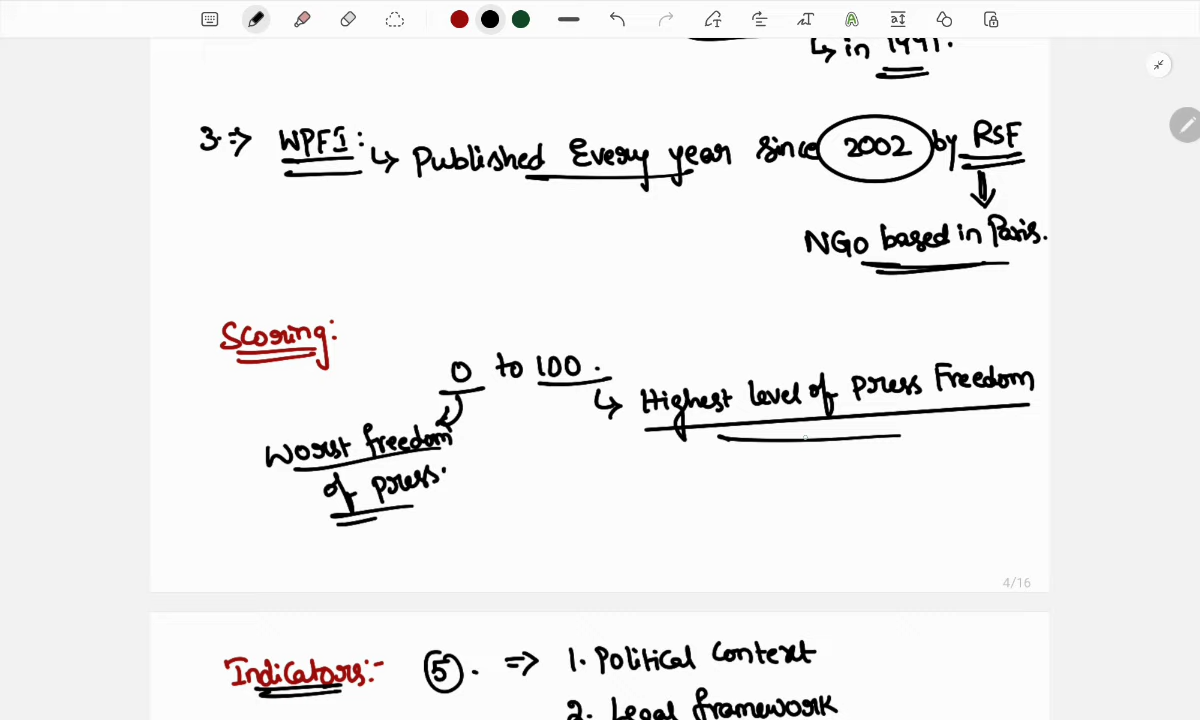 ↳ in 1991.
3 ⇒ WPFI: ↳ Published Every year since 2002 by RSF
NGO based in Paris.
Scoring:
0 to 100.
↳ Highest level of press Freedom
Worst freedom
of press.
4/16
Indicators:- 5. ⇒ 1. Political context
2. Legal framework